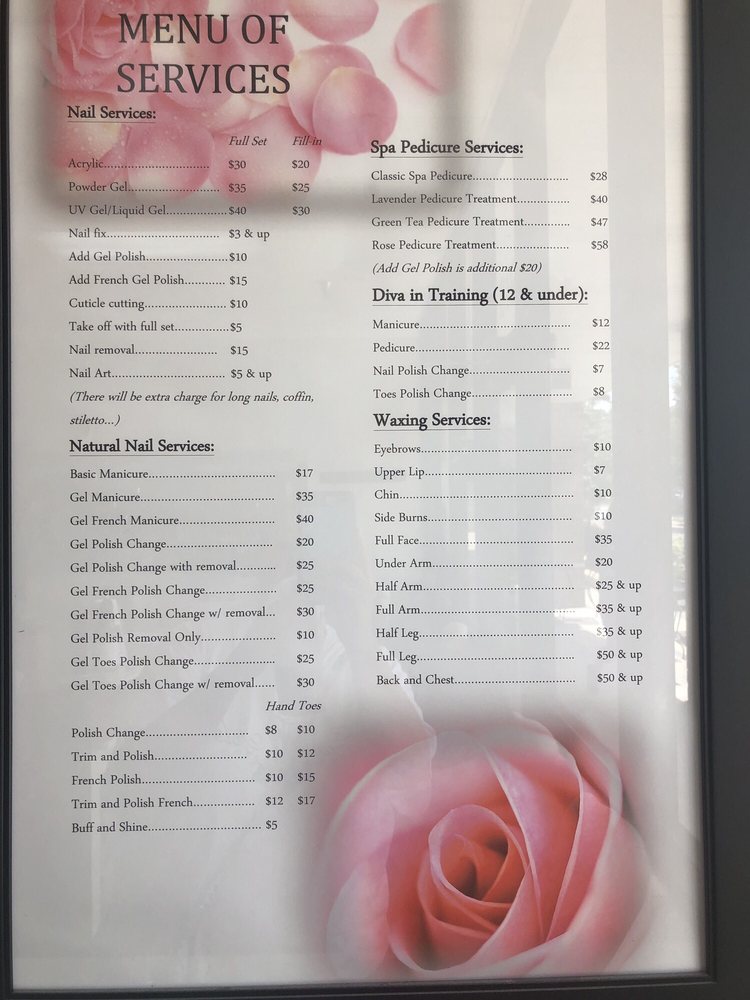 MENU OF
SERVICES
Nail Services:
Full Set Fill-in
Acrylic.............................. $30 $20
Powder Gel.......................... $35 $25
UV Gel/Liquid Gel.................. $40 $30
Nail fix................................ $3 & up
Add Gel Polish........................ $10
Add French Gel Polish............ $15
Cuticle cutting........................ $10
Take off with full set................ $5
Nail removal........................ $15
Nail Art................................. $5 & up
(There will be extra charge for long nails, coffin,
stiletto...)
Natural Nail Services:
Basic Manicure..................................... $17
Gel Manicure....................................... $35
Gel French Manicure............................ $40
Gel Polish Change............................... $20
Gel Polish Change with removal............ $25
Gel French Polish Change..................... $25
Gel French Polish Change w/ removal... $30
Gel Polish Removal Only...................... $10
Gel Toes Polish Change........................ $25
Gel Toes Polish Change w/ removal...... $30
Hand Toes
Polish Change.............................. $8 $10
Trim and Polish........................... $10 $12
French Polish................................. $10 $15
Trim and Polish French.................. $12 $17
Buff and Shine................................. $5
Spa Pedicure Services:
Classic Spa Pedicure............................ $28
Lavender Pedicure Treatment............... $40
Green Tea Pedicure Treatment............. $47
Rose Pedicure Treatment..................... $58
(Add Gel Polish is additional $20)
Diva in Training (12 & under):
Manicure............................................ $12
Pedicure............................................. $22
Nail Polish Change............................. $7
Toes Polish Change............................. $8
Waxing Services:
Eyebrows............................................ $10
Upper Lip........................................... $7
Chin................................................... $10
Side Burns.......................................... $10
Full Face............................................. $35
Under Arm......................................... $20
Half Arm............................................ $25 & up
Full Arm............................................. $35 & up
Half Leg............................................. $35 & up
Full Leg.............................................. $50 & up
Back and Chest................................... $50 & up